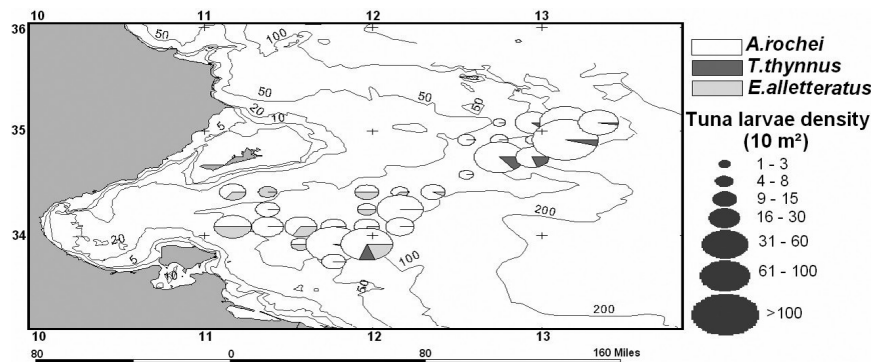 10 11 12 13
36
50
100
A.rochei
T.thynnus
E.alletteratus
50
50
20
10
5
35
Tuna larvae density
(10 m²)
1 - 3
4 - 8
9 - 15
16 - 30
31 - 60
61 - 100
>100
200
34
20
5
10
100
50
200
10 11 12 13
80 0 80 160 Miles